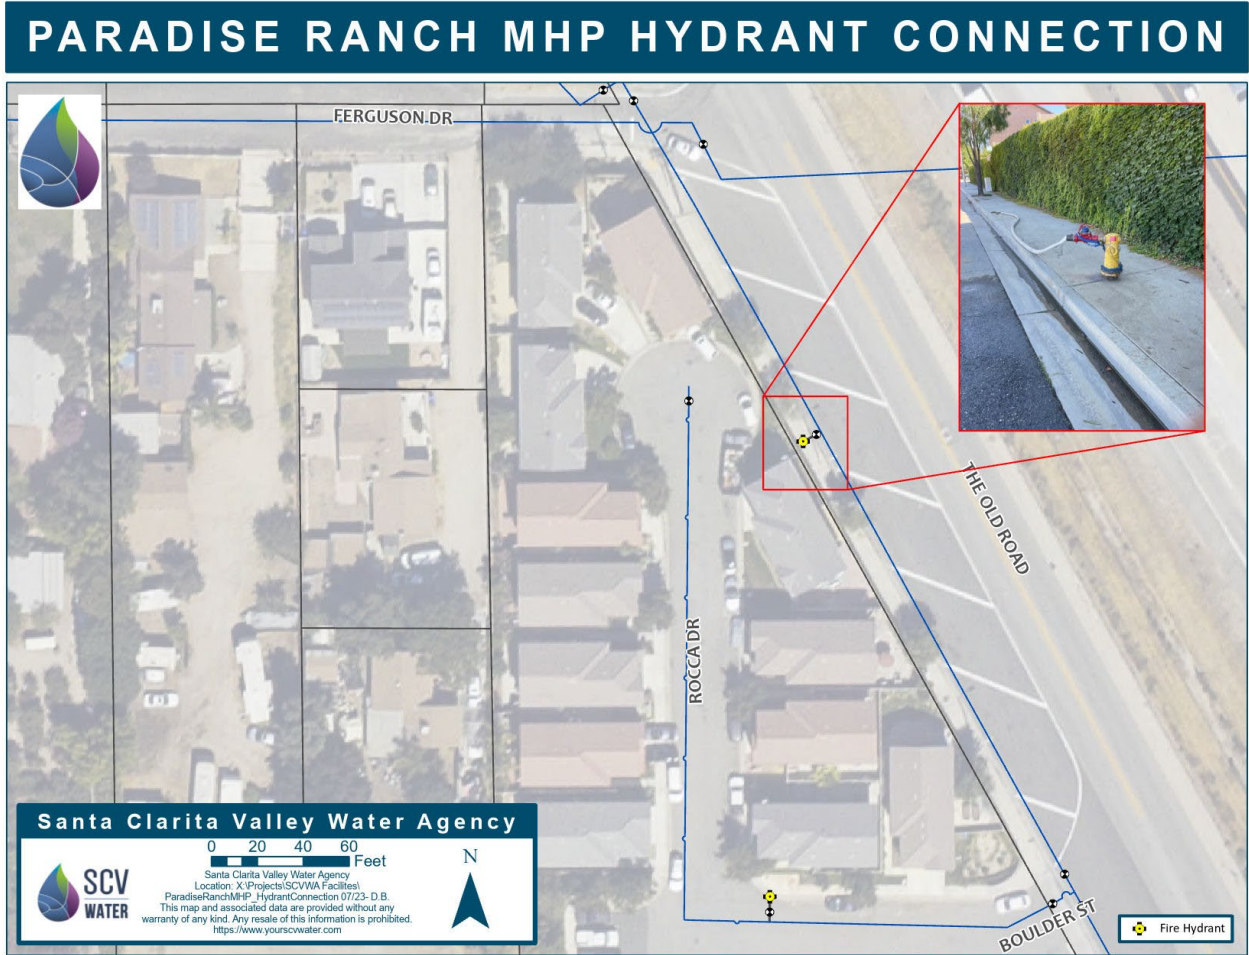 PARADISE RANCH MHP HYDRANT CONNECTION
FERGUSON DR
THE OLD ROAD
ROCCA DR
BOULDER ST
Santa Clarita Valley Water Agency
0 20 40 60
Feet
N
SCV
WATER
Santa Clarita Valley Water Agency
Location: X:\Projects\SCVWA Facilities\
ParadiseRanchMHP_HydrantConnection 07/23- D.B.
This map and associated data are provided without any
warranty of any kind. Any resale of this information is prohibited.
https://www.yourscvwater.com
Fire Hydrant